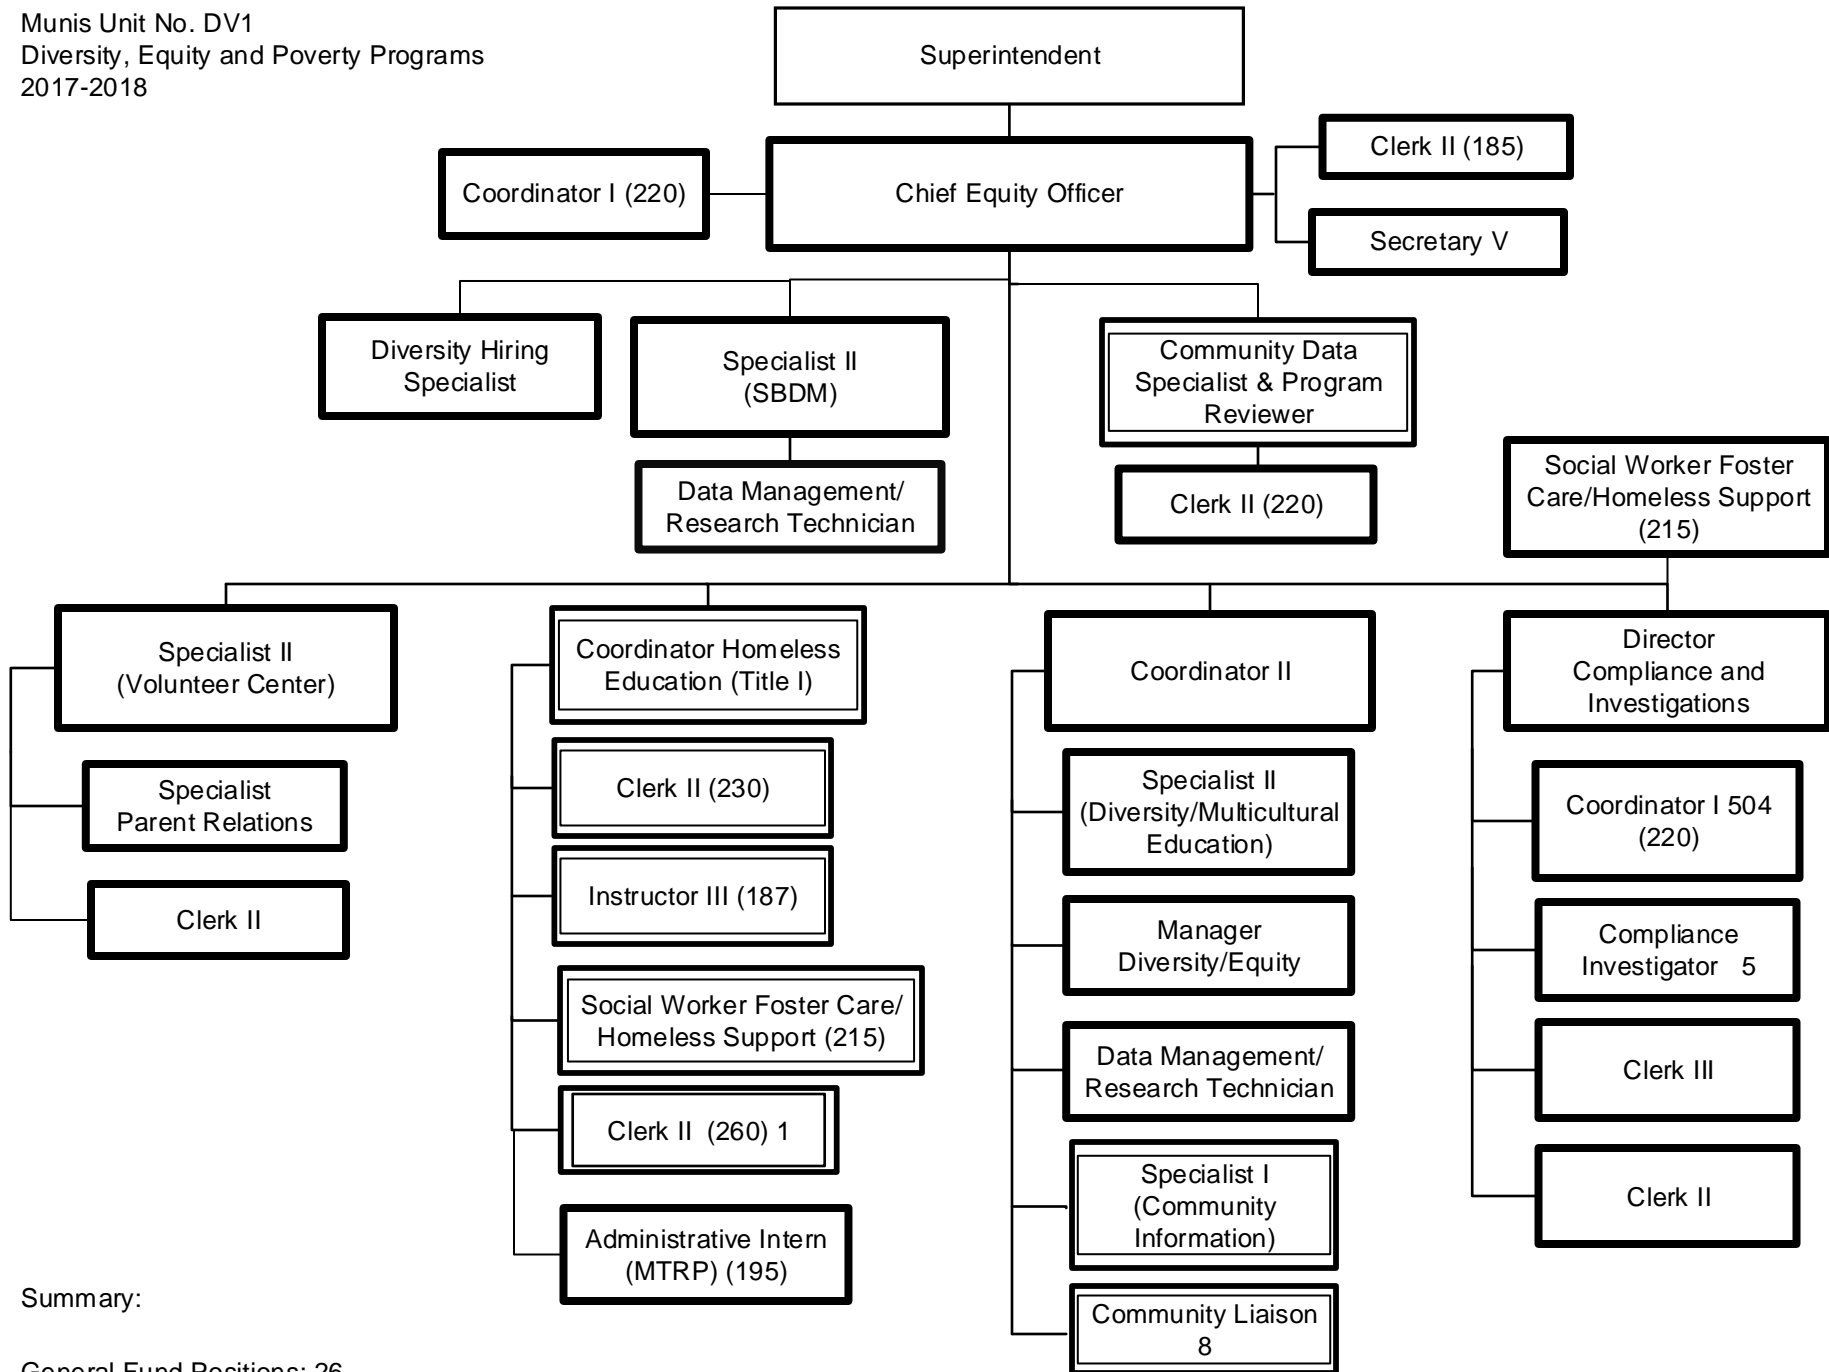 Munis Unit No. DV1
Diversity, Equity and Poverty Programs
2017-2018
Superintendent
Chief Equity Officer
Coordinator I (220)
Clerk II (185)
Secretary V
Diversity Hiring
Specialist
Specialist II
(SBDM)
Data Management/
Research Technician
Community Data
Specialist & Program
Reviewer
Clerk II (220)
Social Worker Foster
Care/Homeless Support
(215)
Specialist II
(Volunteer Center)
Specialist
Parent Relations
Clerk II
Coordinator Homeless
Education (Title I)
Clerk II (230)
Instructor III (187)
Social Worker Foster Care/
Homeless Support (215)
Clerk II (260) 1
Administrative Intern
(MTRP) (195)
Coordinator II
Specialist II
(Diversity/Multicultural
Education)
Manager
Diversity/Equity
Data Management/
Research Technician
Specialist I
(Community
Information)
Community Liaison
8
Director
Compliance and
Investigations
Coordinator I 504
(220)
Compliance
Investigator 5
Clerk III
Clerk II
Summary:
General Fund Positions: 26